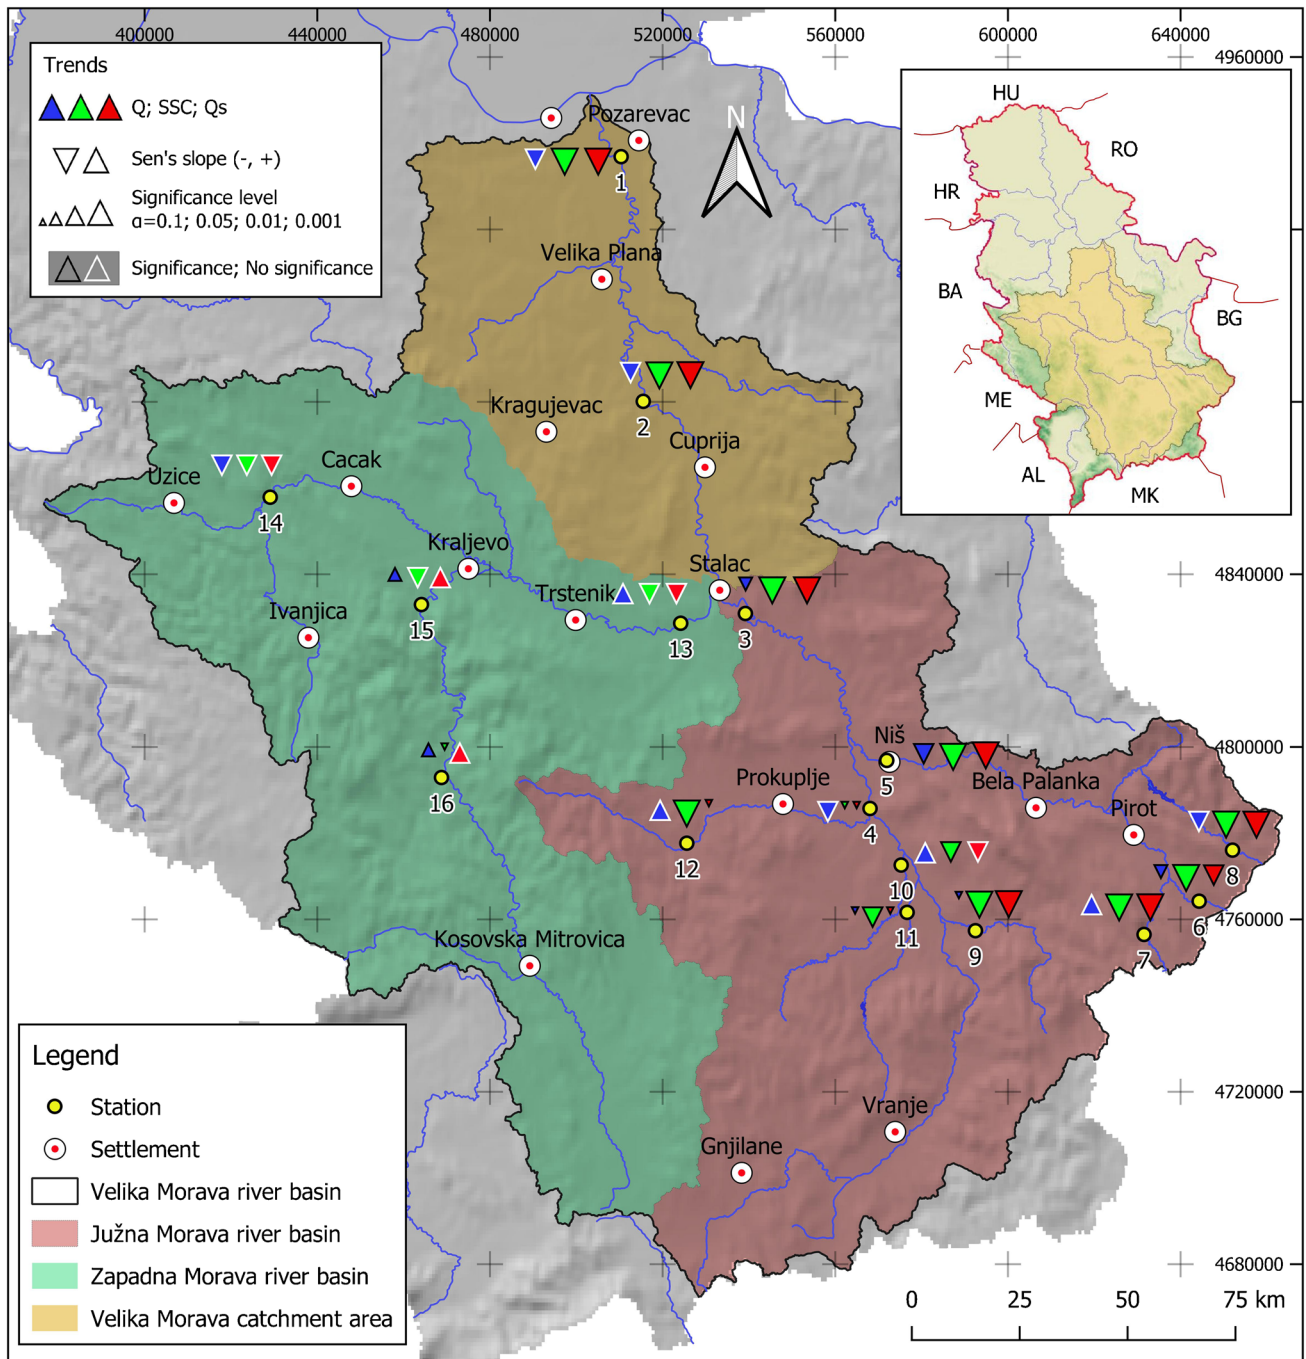 400000
440000
480000
520000
560000
600000
640000
4960000
Trends
Q; SSC; Qs
Sen's slope (-, +)
Significance level
α=0.1; 0.05; 0.01; 0.001
Significance; No significance
N
HU
RO
HR
BA
BG
ME
AL
MK
Pozarevac
1
Velika Plana
Kragujevac
2
Cuprija
Uzice
Cacak
14
Kraljevo
Stalac
4840000
Ivanjica
15
Trstenik
13
3
Niš
4800000
16
Prokuplje
5
Bela Palanka
Pirot
4
12
8
10
6
4760000
11
9
7
Kosovska Mitrovica
Vranje
4720000
Gnjilane
4680000
Legend
Station
Settlement
Velika Morava river basin
Južna Morava river basin
Zapadna Morava river basin
Velika Morava catchment area
0 25 50 75 km